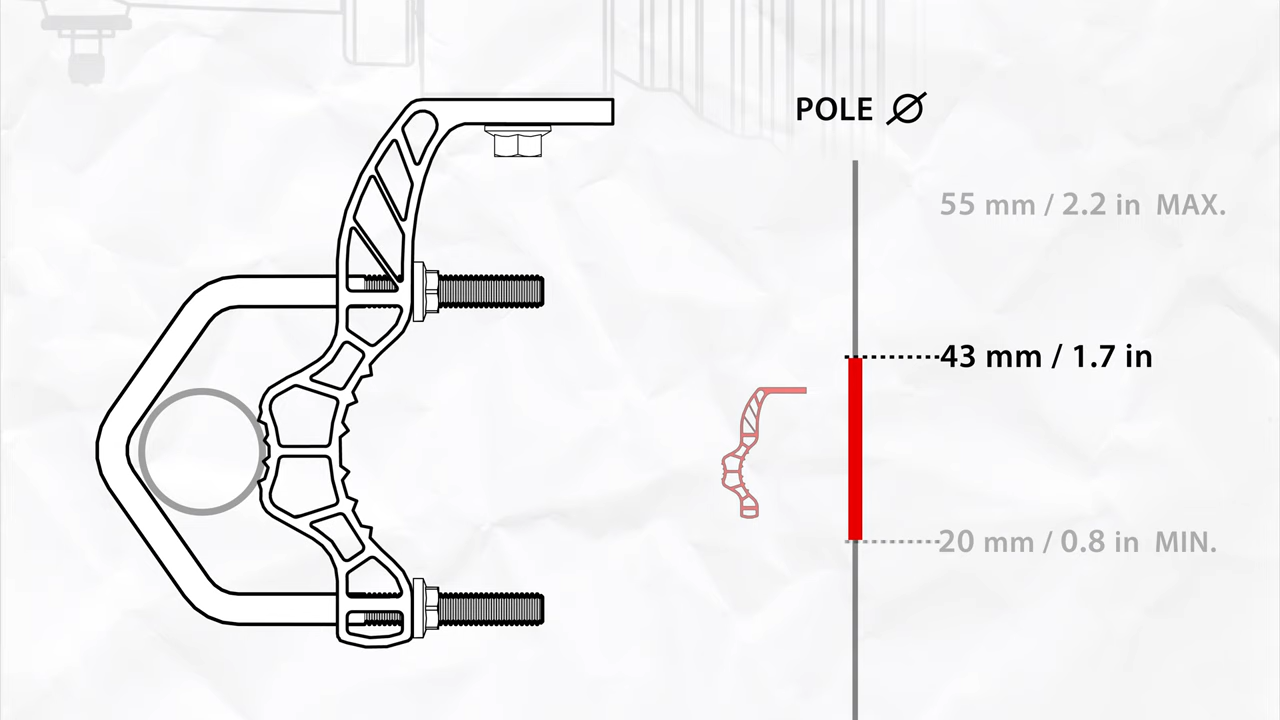 POLE Ø
55 mm / 2.2 in MAX.
43 mm / 1.7 in
20 mm / 0.8 in MIN.